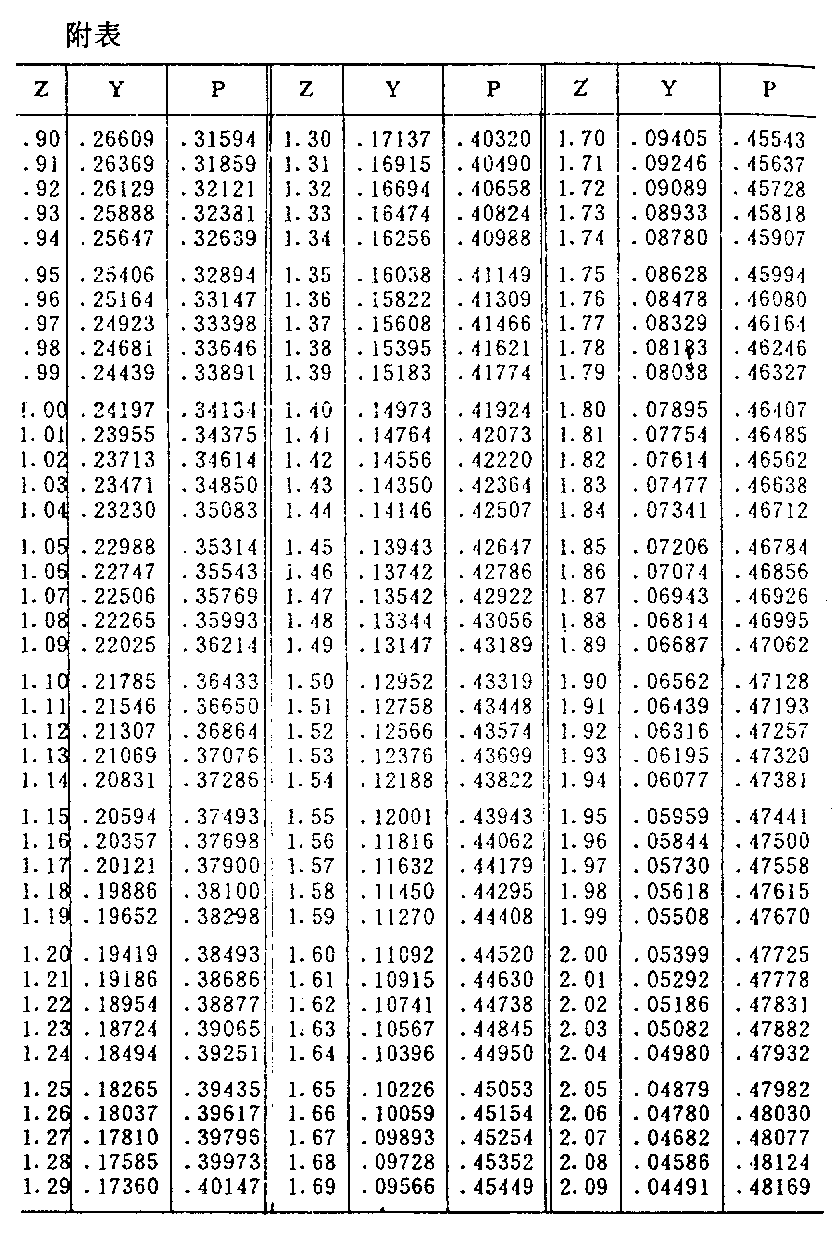 附表
Z Y P Z Y P Z Y P
.90 .26609 .31594 1.30 .17137 .40320 1.70 .09405 .45543
.91 .26369 .31859 1.31 .16915 .40490 1.71 .09246 .45637
.92 .26129 .32121 1.32 .16694 .40658 1.72 .09089 .45728
.93 .25888 .32381 1.33 .16474 .40824 1.73 .08933 .45818
.94 .25647 .32639 1.34 .16256 .40988 1.74 .08780 .45907
.95 .25406 .32894 1.35 .16038 .41149 1.75 .08628 .45994
.96 .25164 .33147 1.36 .15822 .41309 1.76 .08478 .46080
.97 .24923 .33398 1.37 .15608 .41466 1.77 .08329 .46164
.98 .24681 .33646 1.38 .15395 .41621 1.78 .08183 .46246
.99 .24439 .33891 1.39 .15183 .41774 1.79 .08038 .46327
1.00 .24197 .34134 1.40 .14973 .41924 1.80 .07895 .46407
1.01 .23955 .34375 1.41 .14764 .42073 1.81 .07754 .46485
1.02 .23713 .34614 1.42 .14556 .42220 1.82 .07614 .46562
1.03 .23471 .34850 1.43 .14350 .42364 1.83 .07477 .46638
1.04 .23230 .35083 1.44 .14146 .42507 1.84 .07341 .46712
1.05 .22988 .35314 1.45 .13943 .42647 1.85 .07206 .46784
1.06 .22747 .35543 1.46 .13742 .42786 1.86 .07074 .46856
1.07 .22506 .35769 1.47 .13542 .42922 1.87 .06943 .46926
1.08 .22265 .35993 1.48 .13344 .43056 1.88 .06814 .46995
1.09 .22025 .36214 1.49 .13147 .43189 1.89 .06687 .47062
1.10 .21785 .36433 1.50 .12952 .43319 1.90 .06562 .47128
1.11 .21546 .36650 1.51 .12758 .43448 1.91 .06439 .47193
1.12 .21307 .36864 1.52 .12566 .43574 1.92 .06316 .47257
1.13 .21069 .37076 1.53 .12376 .43699 1.93 .06195 .47320
1.14 .20831 .37286 1.54 .12188 .43822 1.94 .06077 .47381
1.15 .20594 .37493 1.55 .12001 .43943 1.95 .05959 .47441
1.16 .20357 .37698 1.56 .11816 .44062 1.96 .05844 .47500
1.17 .20121 .37900 1.57 .11632 .44179 1.97 .05730 .47558
1.18 .19886 .38100 1.58 .11450 .44295 1.98 .05618 .47615
1.19 .19652 .38298 1.59 .11270 .44408 1.99 .05508 .47670
1.20 .19419 .38493 1.60 .11092 .44520 2.00 .05399 .47725
1.21 .19186 .38686 1.61 .10915 .44630 2.01 .05292 .47778
1.22 .18954 .38877 1.62 .10741 .44738 2.02 .05186 .47831
1.23 .18724 .39065 1.63 .10567 .44845 2.03 .05082 .47882
1.24 .18494 .39251 1.64 .10396 .44950 2.04 .04980 .47932
1.25 .18265 .39435 1.65 .10226 .45053 2.05 .04879 .47982
1.26 .18037 .39617 1.66 .10059 .45154 2.06 .04780 .48030
1.27 .17810 .39796 1.67 .09893 .45254 2.07 .04682 .48077
1.28 .17585 .39973 1.68 .09728 .45352 2.08 .04586 .48124
1.29 .17360 .40147 1.69 .09566 .45449 2.09 .04491 .48169